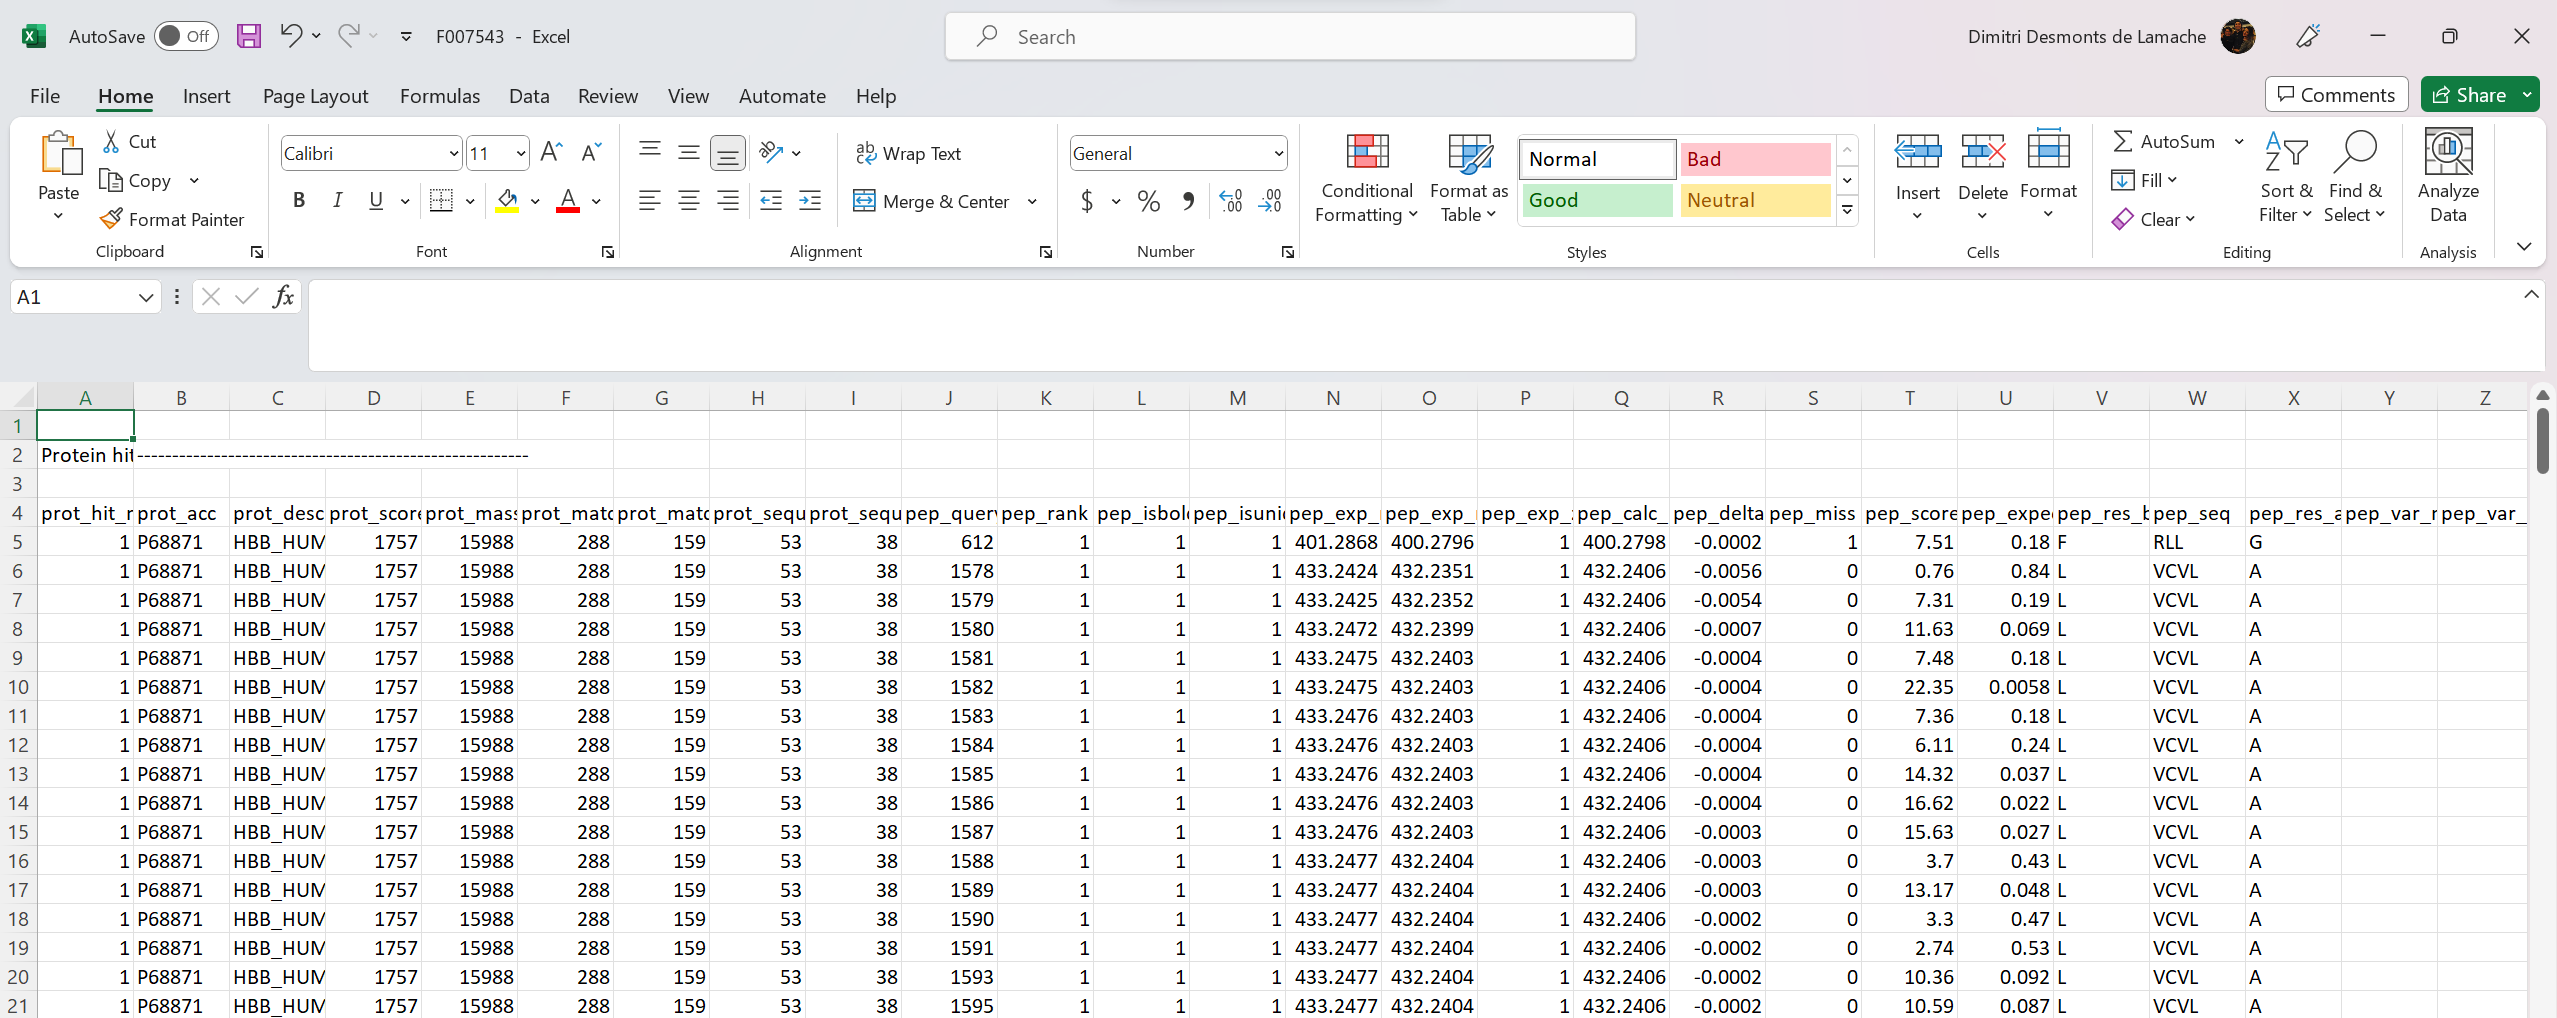 AutoSave Off F007543 - Excel Search Dimitri Desmonts de Lamache
File Home Insert Page Layout Formulas Data Review View Automate Help Comments Share
Paste Cut Copy Format Painter Clipboard
Calibri 11 B I U A Font
Wrap Text Merge & Center Alignment
General $ % Number
Conditional Formatting Format as Table Normal Bad Good Neutral Styles
Insert Delete Format Cells
AutoSum Fill Clear Sort & Filter Find & Select Editing
Analyze Data Analysis
A1 fx
A B C D E F G H I J K L M N O P Q R S T U V W X Y Z
1
2 Protein hit --------------------------------------------------------
3
4 prot_hit_ prot_acc prot_desc prot_score prot_mass prot_matc prot_matc prot_sequ prot_sequ pep_query pep_rank pep_isbol pep_isuni pep_exp_ pep_exp_ pep_exp_ pep_calc_ pep_delta pep_miss pep_score pep_expe pep_res_b pep_seq pep_res_a pep_var_ pep_var_
5 1 P68871 HBB_HUM 1757 15988 288 159 53 38 612 1 1 1 401.2868 400.2796 1 400.2798 -0.0002 1 7.51 0.18 F RLL G
6 1 P68871 HBB_HUM 1757 15988 288 159 53 38 1578 1 1 1 433.2424 432.2351 1 432.2406 -0.0056 0 0.76 0.84 L VCVL A
7 1 P68871 HBB_HUM 1757 15988 288 159 53 38 1579 1 1 1 433.2425 432.2352 1 432.2406 -0.0054 0 7.31 0.19 L VCVL A
8 1 P68871 HBB_HUM 1757 15988 288 159 53 38 1580 1 1 1 433.2472 432.2399 1 432.2406 -0.0007 0 11.63 0.069 L VCVL A
9 1 P68871 HBB_HUM 1757 15988 288 159 53 38 1581 1 1 1 433.2475 432.2403 1 432.2406 -0.0004 0 7.48 0.18 L VCVL A
10 1 P68871 HBB_HUM 1757 15988 288 159 53 38 1582 1 1 1 433.2475 432.2403 1 432.2406 -0.0004 0 22.35 0.0058 L VCVL A
11 1 P68871 HBB_HUM 1757 15988 288 159 53 38 1583 1 1 1 433.2476 432.2403 1 432.2406 -0.0004 0 7.36 0.18 L VCVL A
12 1 P68871 HBB_HUM 1757 15988 288 159 53 38 1584 1 1 1 433.2476 432.2403 1 432.2406 -0.0004 0 6.11 0.24 L VCVL A
13 1 P68871 HBB_HUM 1757 15988 288 159 53 38 1585 1 1 1 433.2476 432.2403 1 432.2406 -0.0004 0 14.32 0.037 L VCVL A
14 1 P68871 HBB_HUM 1757 15988 288 159 53 38 1586 1 1 1 433.2476 432.2403 1 432.2406 -0.0004 0 16.62 0.022 L VCVL A
15 1 P68871 HBB_HUM 1757 15988 288 159 53 38 1587 1 1 1 433.2476 432.2403 1 432.2406 -0.0003 0 15.63 0.027 L VCVL A
16 1 P68871 HBB_HUM 1757 15988 288 159 53 38 1588 1 1 1 433.2477 432.2404 1 432.2406 -0.0003 0 3.7 0.43 L VCVL A
17 1 P68871 HBB_HUM 1757 15988 288 159 53 38 1589 1 1 1 433.2477 432.2404 1 432.2406 -0.0003 0 13.17 0.048 L VCVL A
18 1 P68871 HBB_HUM 1757 15988 288 159 53 38 1590 1 1 1 433.2477 432.2404 1 432.2406 -0.0002 0 3.3 0.47 L VCVL A
19 1 P68871 HBB_HUM 1757 15988 288 159 53 38 1591 1 1 1 433.2477 432.2404 1 432.2406 -0.0002 0 2.74 0.53 L VCVL A
20 1 P68871 HBB_HUM 1757 15988 288 159 53 38 1593 1 1 1 433.2477 432.2404 1 432.2406 -0.0002 0 10.36 0.092 L VCVL A
21 1 P68871 HBB_HUM 1757 15988 288 159 53 38 1595 1 1 1 433.2477 432.2404 1 432.2406 -0.0002 0 10.59 0.087 L VCVL A